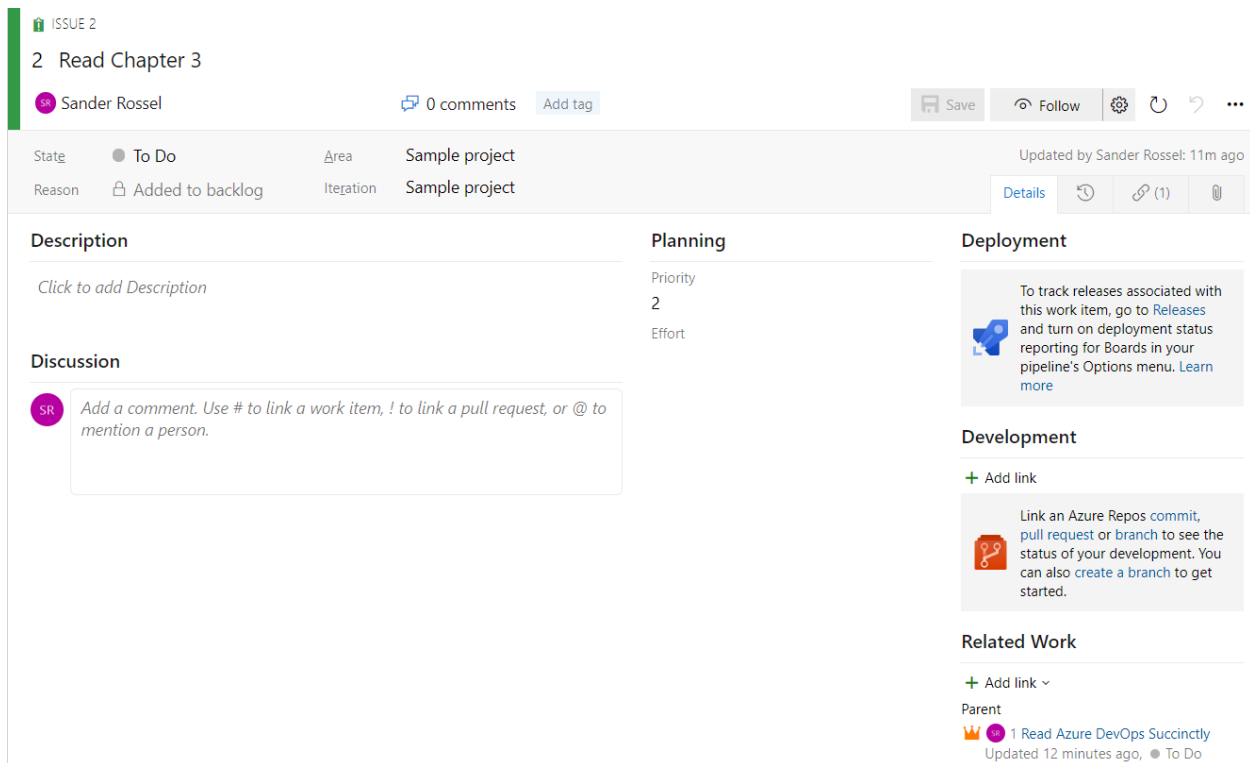 ISSUE 2
2 Read Chapter 3
SR Sander Rossel
0 comments
Add tag
Save
Follow
State To Do
Area Sample project
Updated by Sander Rossel: 11m ago
Reason Added to backlog
Iteration Sample project
Details
(1)
Description
Click to add Description
Discussion
SR
Add a comment. Use # to link a work item, ! to link a pull request, or @ to
mention a person.
Planning
Priority
2
Effort
Deployment
To track releases associated with
this work item, go to Releases
and turn on deployment status
reporting for Boards in your
pipeline's Options menu. Learn
more
Development
+ Add link
Link an Azure Repos commit,
pull request or branch to see the
status of your development. You
can also create a branch to get
started.
Related Work
+ Add link
Parent
SR 1 Read Azure DevOps Succinctly
Updated 12 minutes ago, To Do